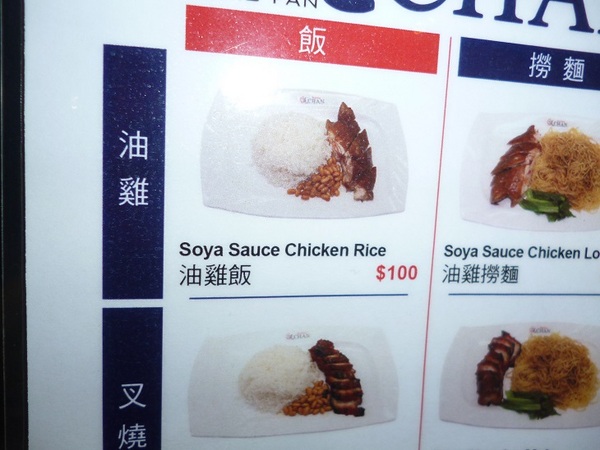 飯
撈麵
油雞
Soya Sauce Chicken Rice
油雞飯 $100
Soya Sauce Chicken Lo
油雞撈麵
叉燒